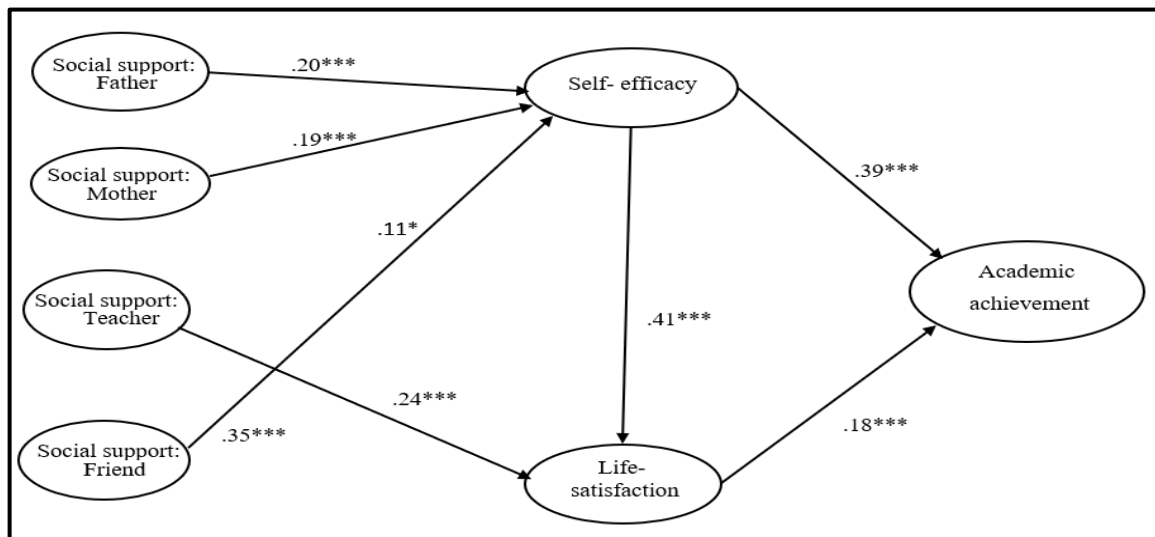 Social support:
Father
.20***
Self- efficacy
Social support:
Mother
.19***
.39***
.11*
Social support:
Teacher
Academic
achievement
.41***
.24***
Social support:
Friend
.35***
.18***
Life-
satisfaction